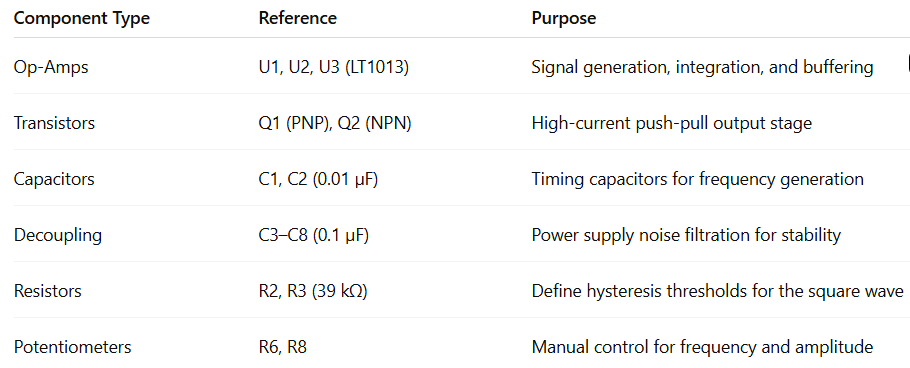 Component Type Reference Purpose
Op-Amps U1, U2, U3 (LT1013) Signal generation, integration, and buffering
Transistors Q1 (PNP), Q2 (NPN) High-current push-pull output stage
Capacitors C1, C2 (0.01 µF) Timing capacitors for frequency generation
Decoupling C3–C8 (0.1 µF) Power supply noise filtration for stability
Resistors R2, R3 (39 kΩ) Define hysteresis thresholds for the square wave
Potentiometers R6, R8 Manual control for frequency and amplitude